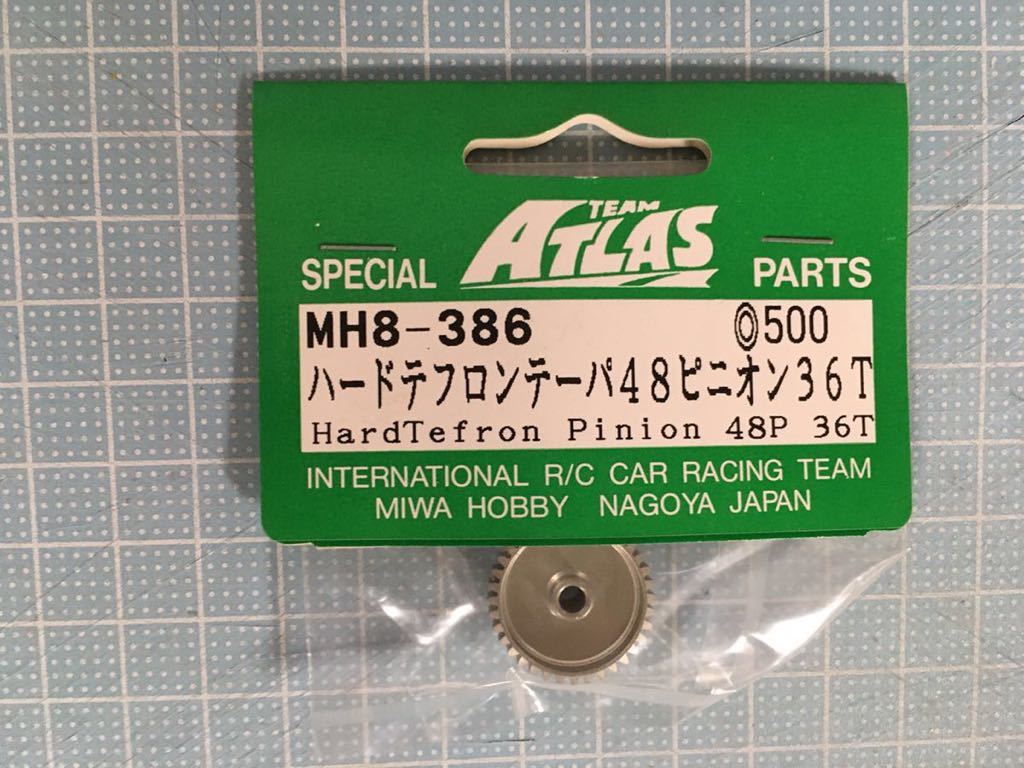 TEAM
ATLAS
SPECIAL PARTS
MH8-386 ◎500
ハードテフロンテーパ48ピニオン36T
HardTefron Pinion 48P 36T
INTERNATIONAL R/C CAR RACING TEAM
MIWA HOBBY NAGOYA JAPAN